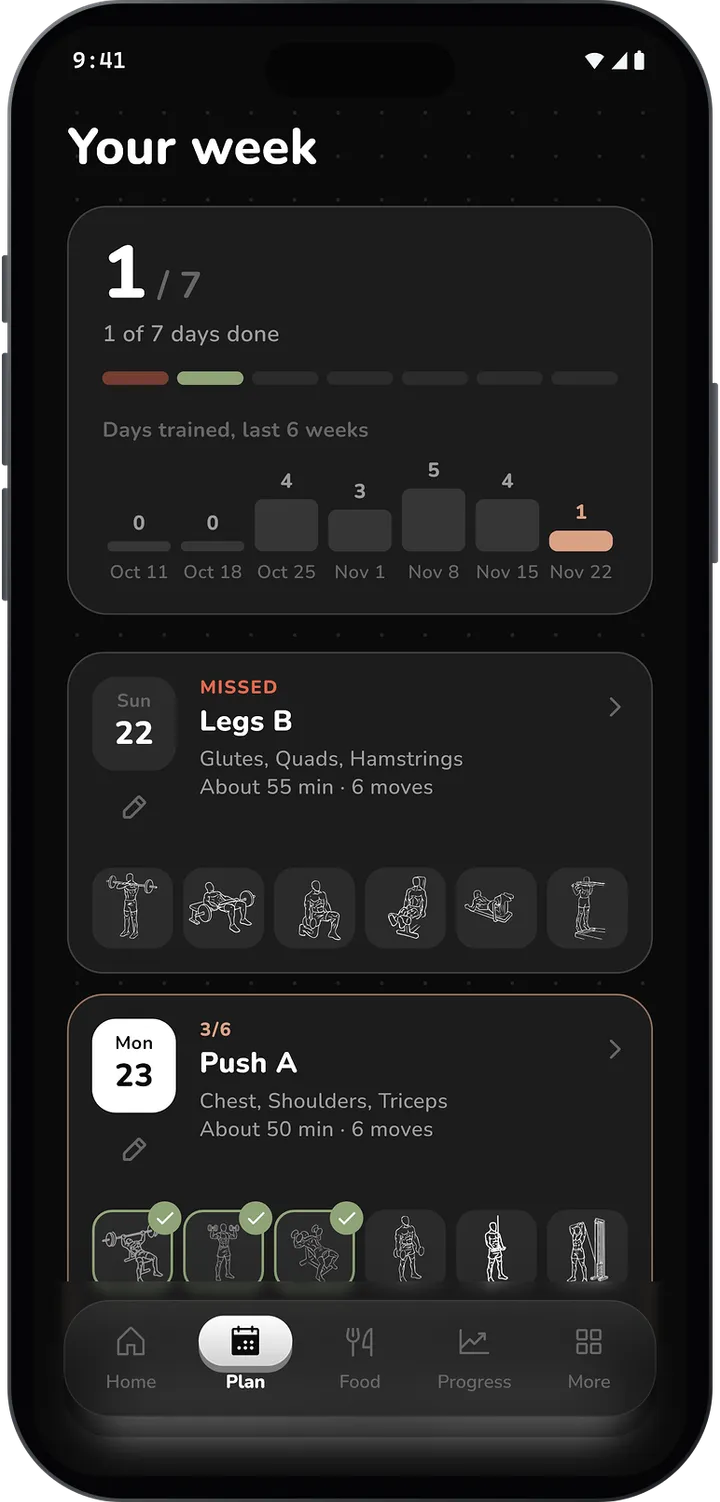 9:41
Your week
1 / 7
1 of 7 days done
Days trained, last 6 weeks
0 0 4 3 5 4 1
Oct 11 Oct 18 Oct 25 Nov 1 Nov 8 Nov 15 Nov 22
Sun
22
MISSED
Legs B
Glutes, Quads, Hamstrings
About 55 min · 6 moves
Mon
23
3/6
Push A
Chest, Shoulders, Triceps
About 50 min · 6 moves
Home Plan Food Progress More